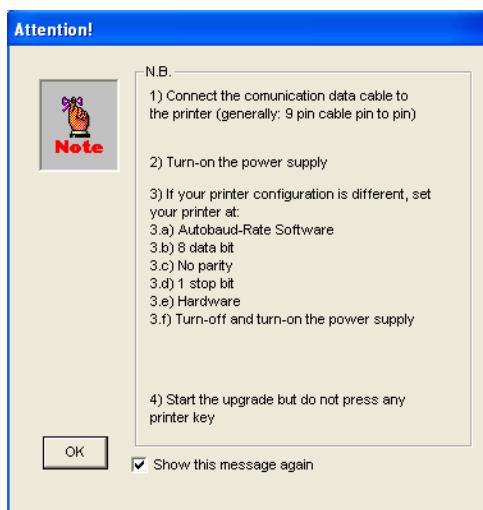 Attention!
Note
N.B.
1) Connect the comunication data cable to
the printer (generally: 9 pin cable pin to pin)
2) Turn-on the power supply
3) If your printer configuration is different, set
your printer at:
3.a) Autobaud-Rate Software
3.b) 8 data bit
3.c) No parity
3.d) 1 stop bit
3.e) Hardware
3.f) Turn-off and turn-on the power supply
4) Start the upgrade but do not press any
printer key
OK
Show this message again